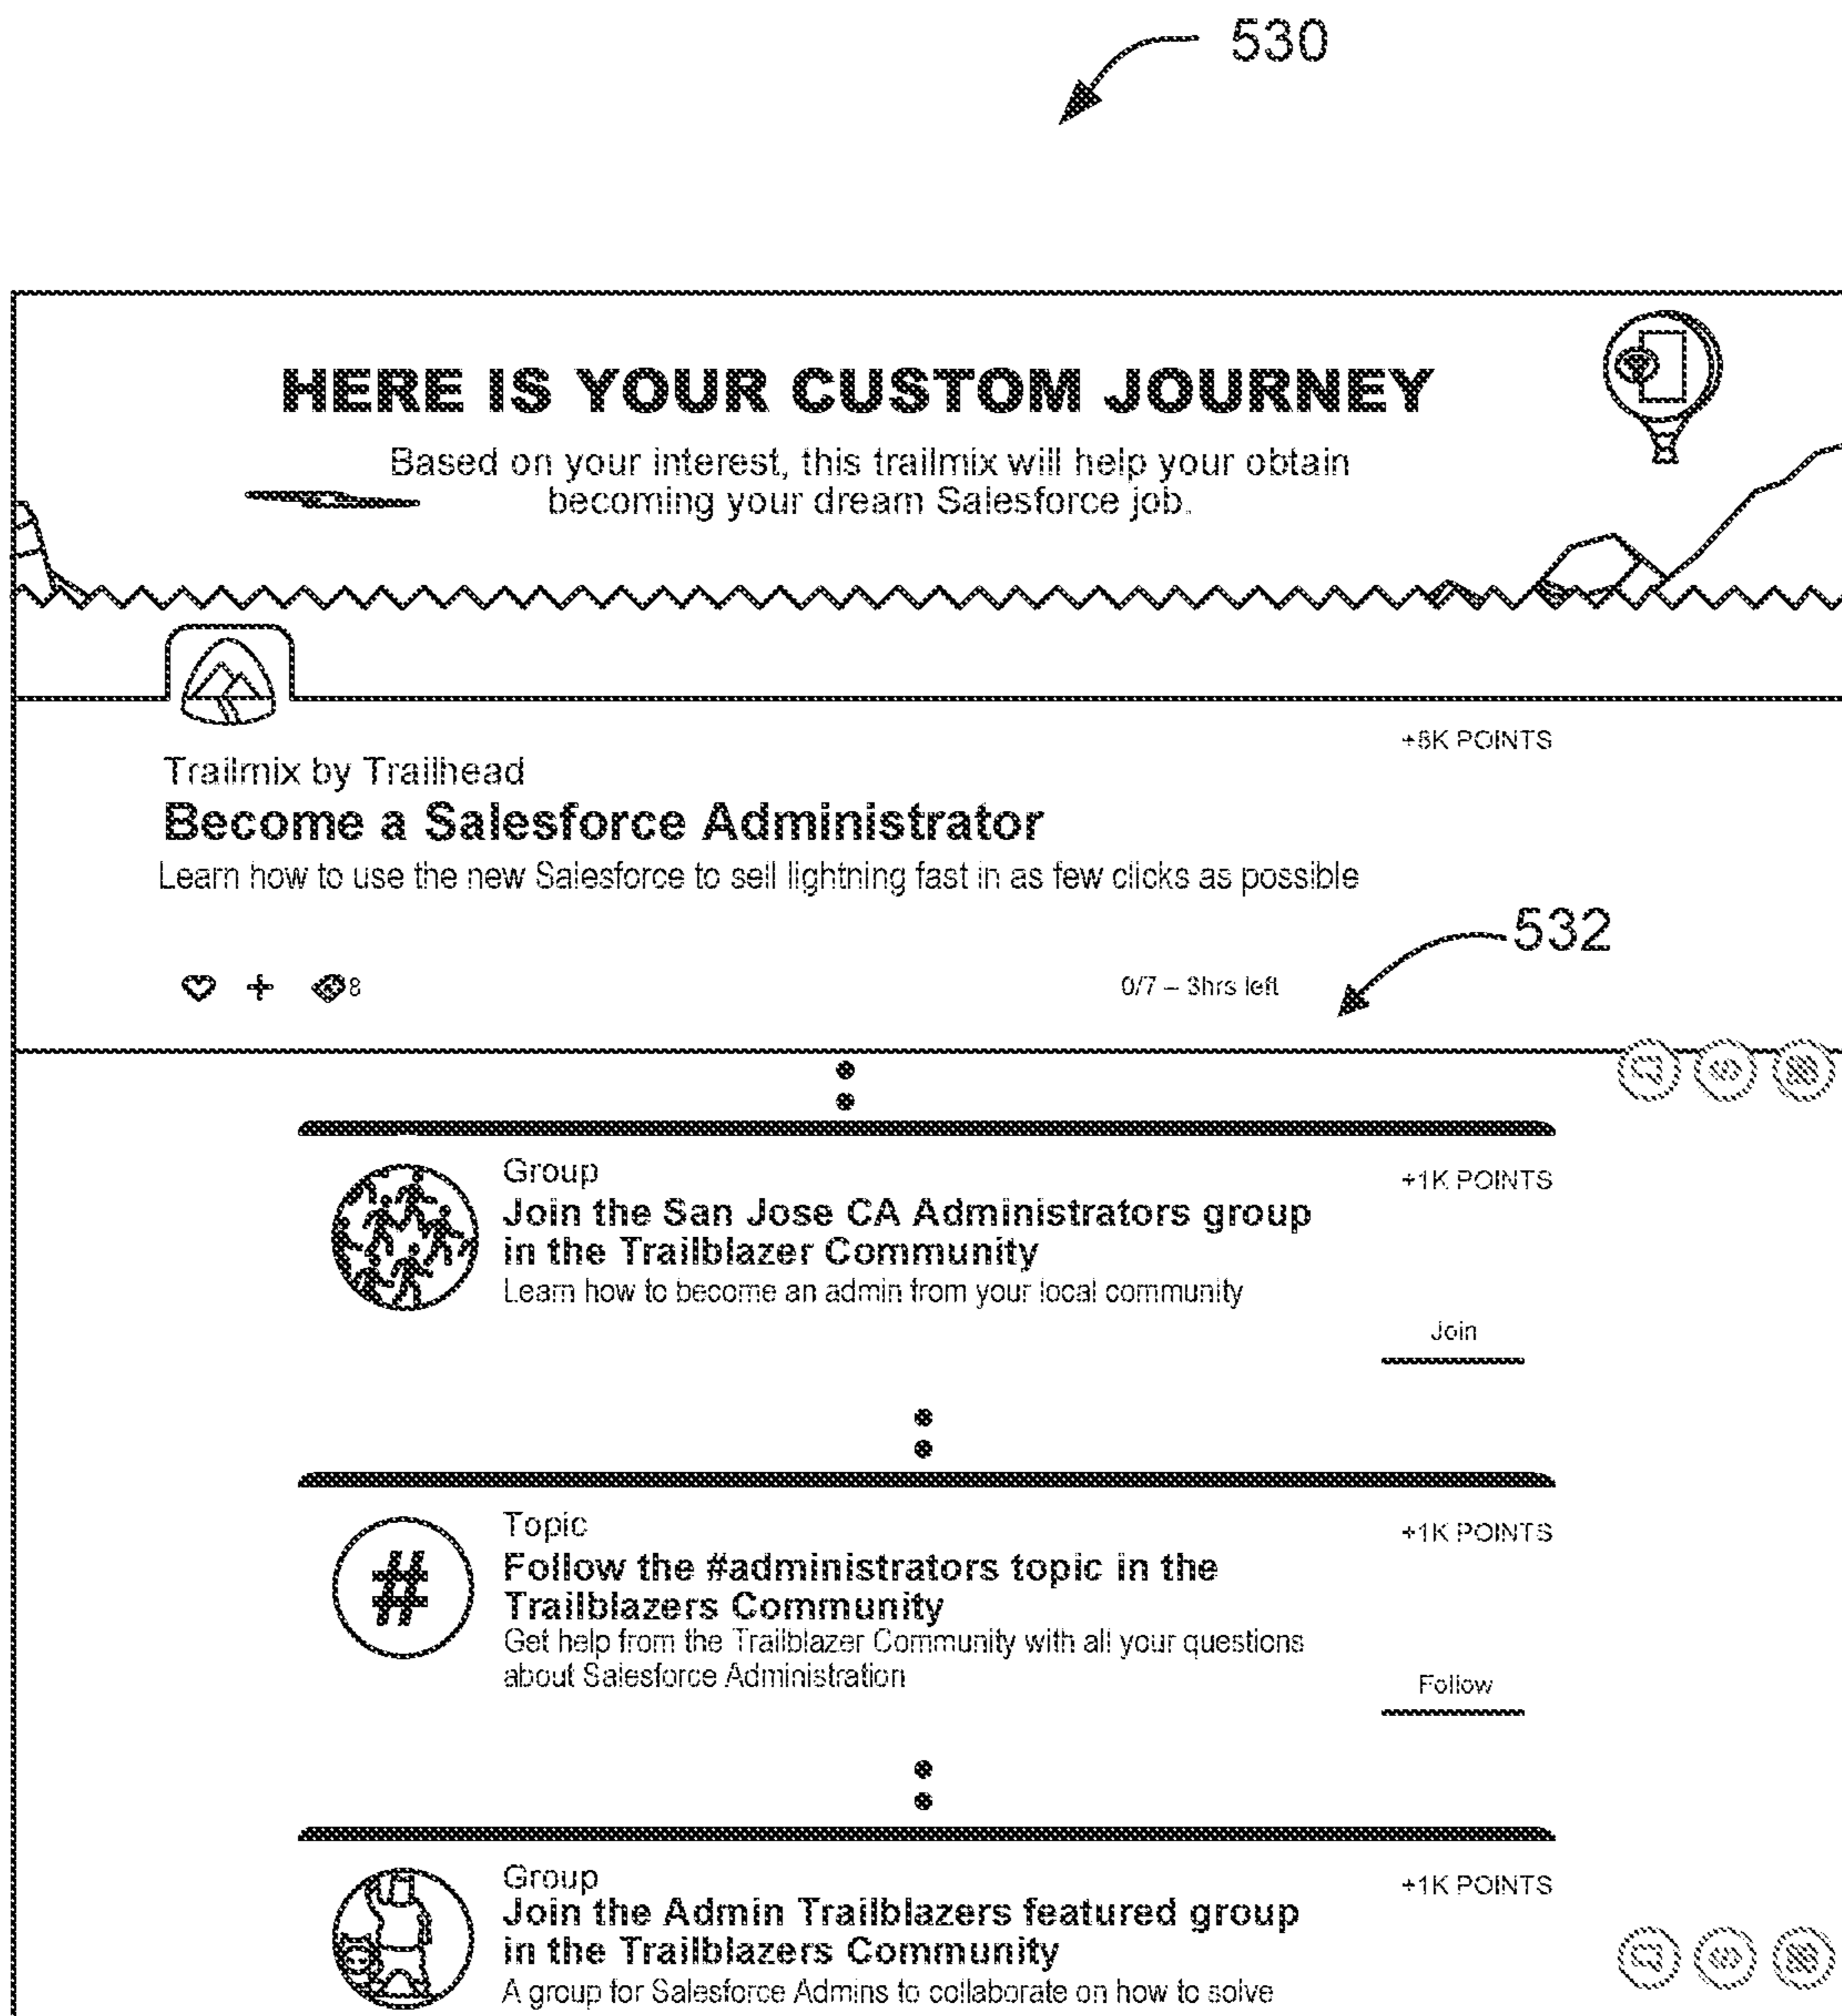 530
HERE IS YOUR CUSTOM JOURNEY
Based on your interest, this trailmix will help your obtain
becoming your dream Salesforce job.
+8K POINTS
Trailmix by Trailhead
Become a Salesforce Administrator
Learn how to use the new Salesforce to sell lightning fast in as few clicks as possible
532
8
0/7 – 3hrs left
Group
+1K POINTS
Join the San Jose CA Administrators group
in the Trailblazer Community
Learn how to become an admin from your local community
Join
Topic
+1K POINTS
#
Follow the #administrators topic in the
Trailblazers Community
Get help from the Trailblazer Community with all your questions
about Salesforce Administration
Follow
Group
+1K POINTS
Join the Admin Trailblazers featured group
in the Trailblazers Community
A group for Salesforce Admins to collaborate on how to solve